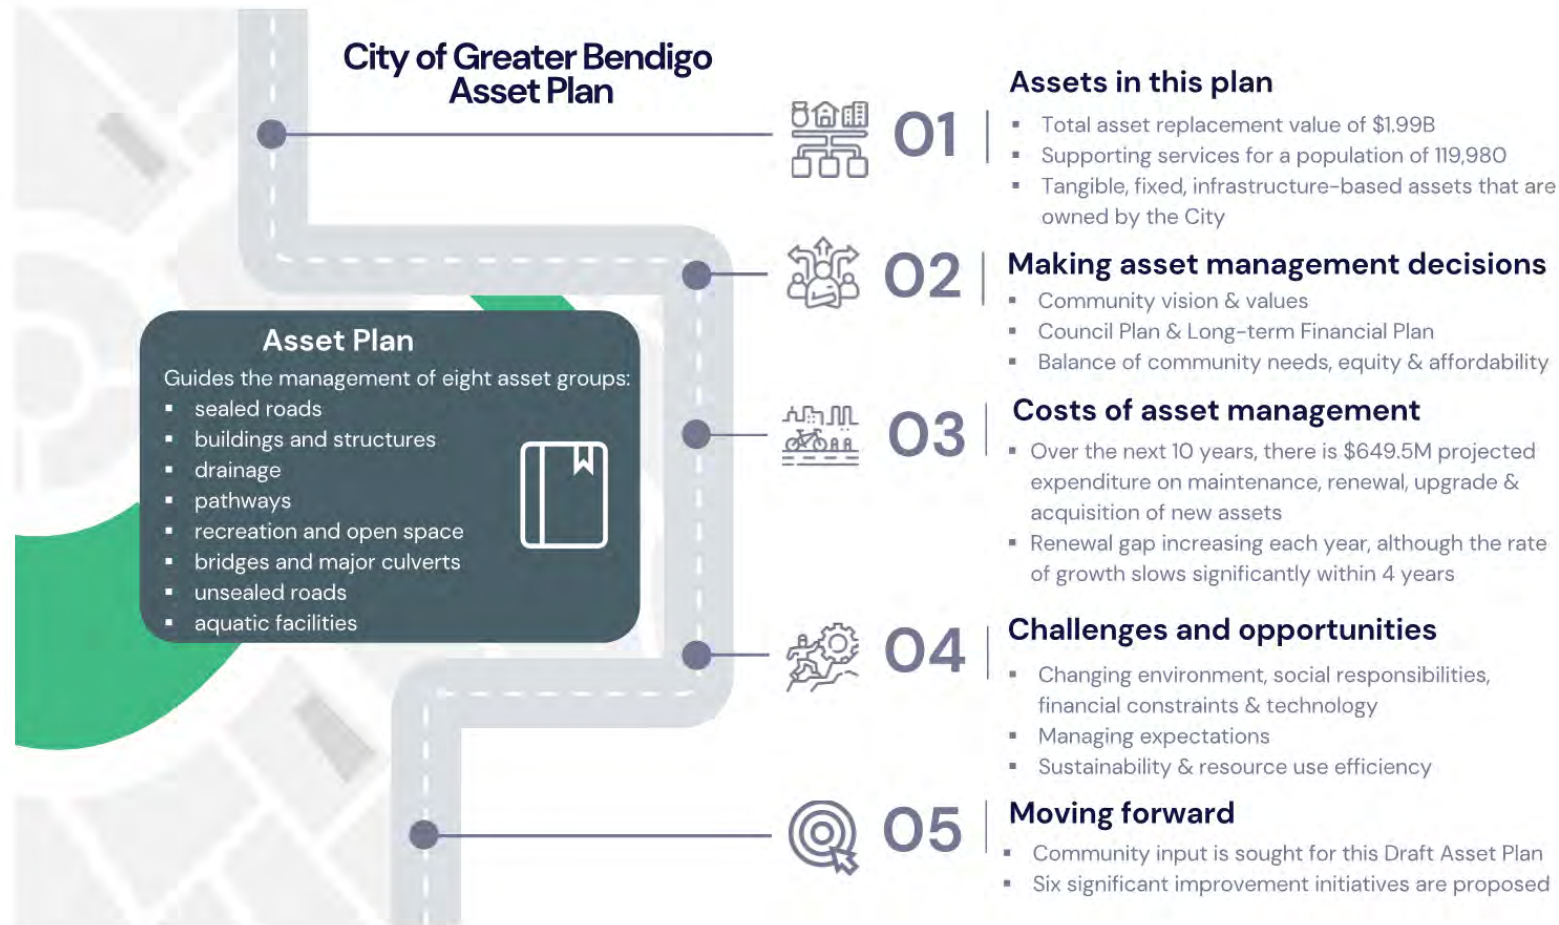 City of Greater Bendigo
Asset Plan
Asset Plan
Guides the management of eight asset groups:
▪ sealed roads
▪ buildings and structures
▪ drainage
▪ pathways
▪ recreation and open space
▪ bridges and major culverts
▪ unsealed roads
▪ aquatic facilities
01
Assets in this plan
▪ Total asset replacement value of $1.99B
▪ Supporting services for a population of 119,980
▪ Tangible, fixed, infrastructure-based assets that are
owned by the City
02
Making asset management decisions
▪ Community vision & values
▪ Council Plan & Long-term Financial Plan
▪ Balance of community needs, equity & affordability
03
Costs of asset management
▪ Over the next 10 years, there is $649.5M projected
expenditure on maintenance, renewal, upgrade &
acquisition of new assets
▪ Renewal gap increasing each year, although the rate
of growth slows significantly within 4 years
04
Challenges and opportunities
▪ Changing environment, social responsibilities,
financial constraints & technology
▪ Managing expectations
▪ Sustainability & resource use efficiency
05
Moving forward
▪ Community input is sought for this Draft Asset Plan
▪ Six significant improvement initiatives are proposed